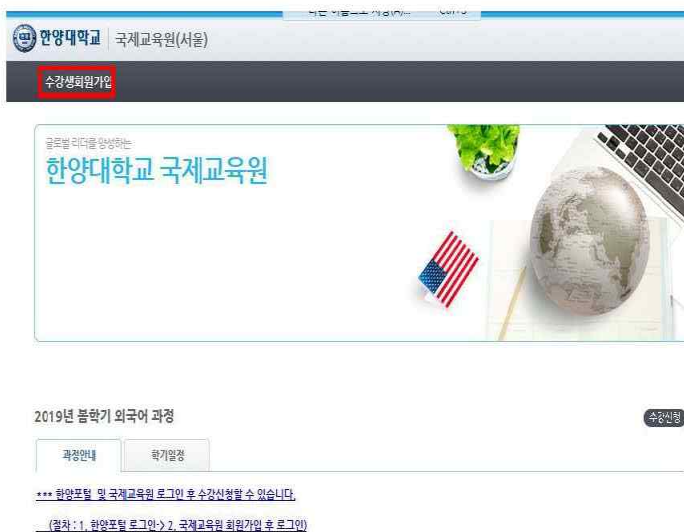 한양대학교 국제교육원(서울)
수강생회원가입
글로벌 리더를 양성하는
한양대학교 국제교육원
2019년 봄학기 외국어 과정
수강신청
과정안내 학기일정
*** 한양포털 및 국제교육원 로그인 후 수강신청할 수 있습니다.
(절차 : 1. 한양포털 로그인-> 2. 국제교육원 회원가입 후 로그인)